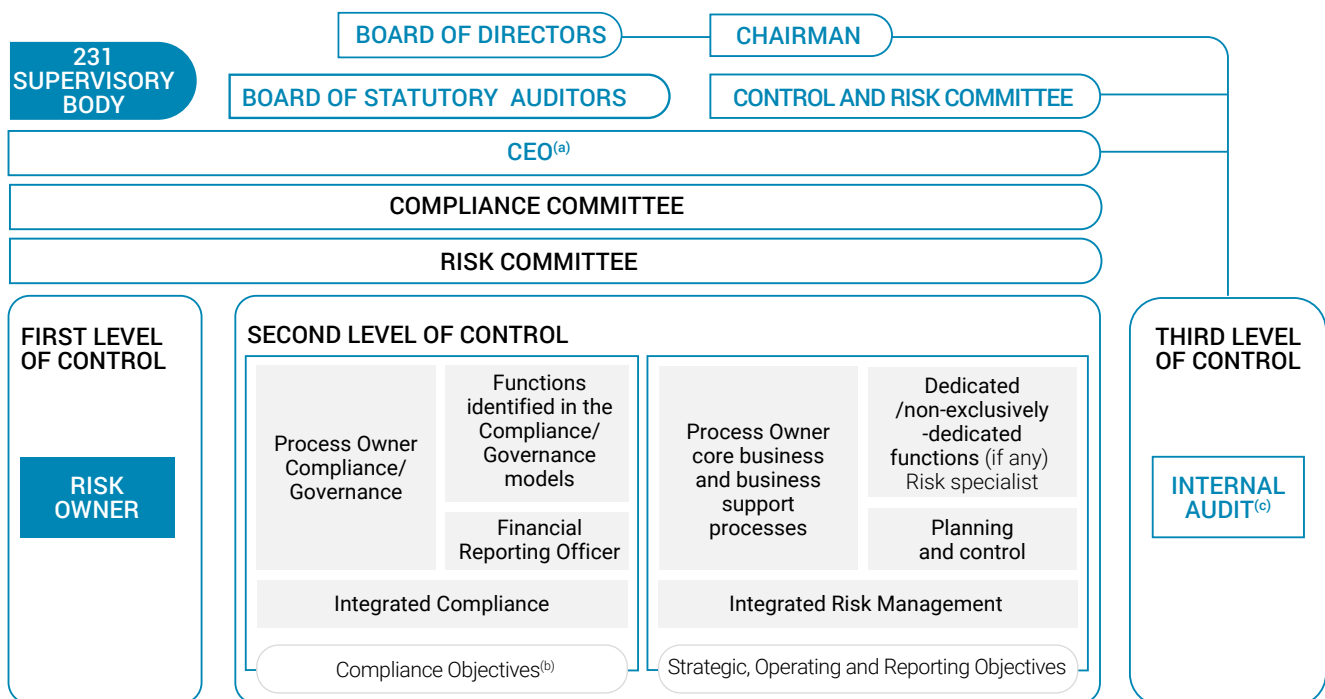 BOARD OF DIRECTORS
CHAIRMAN
231
SUPERVISORY
BODY
BOARD OF STATUTORY AUDITORS
CONTROL AND RISK COMMITTEE
CEO(a)
COMPLIANCE COMMITTEE
RISK COMMITTEE
FIRST LEVEL
OF CONTROL
RISK
OWNER
SECOND LEVEL OF CONTROL
Process Owner
Compliance/
Governance
Functions
identified in the
Compliance/
Governance
models
Financial
Reporting Officer
Integrated Compliance
Compliance Objectives(b)
Process Owner
core business
and business
support
processes
Dedicated
/non-exclusively
-dedicated
functions (if any)
Risk specialist
Planning
and control
Integrated Risk Management
Strategic, Operating and Reporting Objectives
THIRD LEVEL
OF CONTROL
INTERNAL
AUDIT(c)